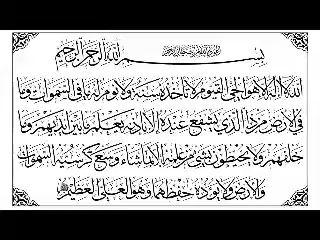 بسم الله الرحمن الرحيم
الله لا إله إلا هو الحي القيوم لا تأخذه سنة ولا نوم له ما في السموات وما
في الأرض من ذا الذي يشفع عنده إلا بإذنه يعلم ما بين أيديهم وما
خلفهم ولا يحيطون بشيء من علمه إلا بما شاء وسع كرسيه السموات
والأرض ولا يؤده حفظهما وهو العلي العظيم